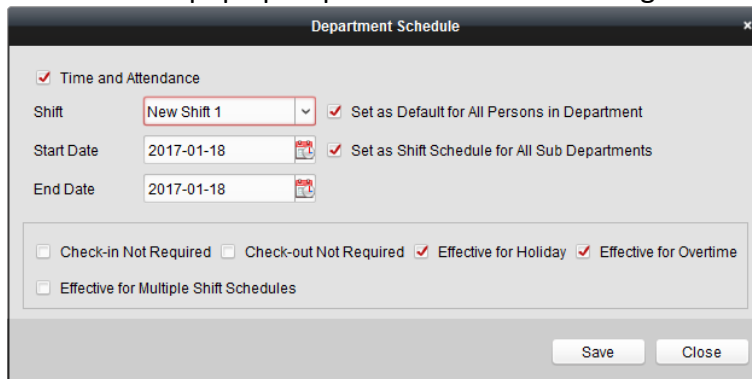 Department Schedule ×
Time and Attendance
Shift New Shift 1 Set as Default for All Persons in Department
Start Date 2017-01-18 Set as Shift Schedule for All Sub Departments
End Date 2017-01-18
Check-in Not Required Check-out Not Required Effective for Holiday Effective for Overtime
Effective for Multiple Shift Schedules
Save Close